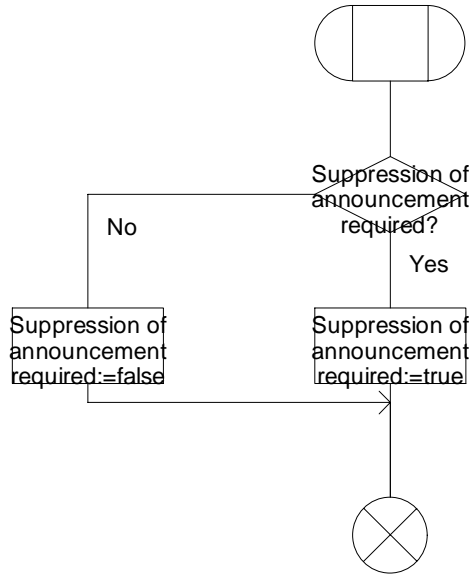 Suppression of
announcement
required?
No
Yes
Suppression of
announcement
required:=false
Suppression of
announcement
required:=true